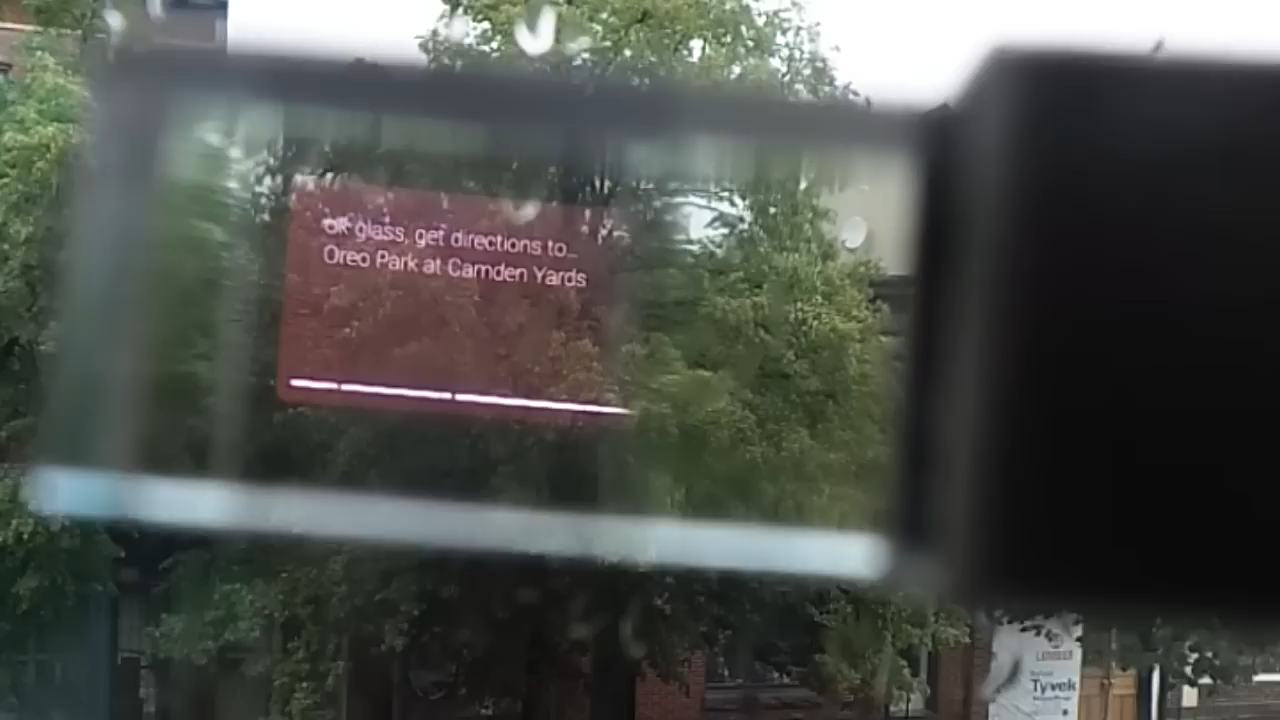 ok glass, get directions to...
Oreo Park at Camden Yards
Tyvek